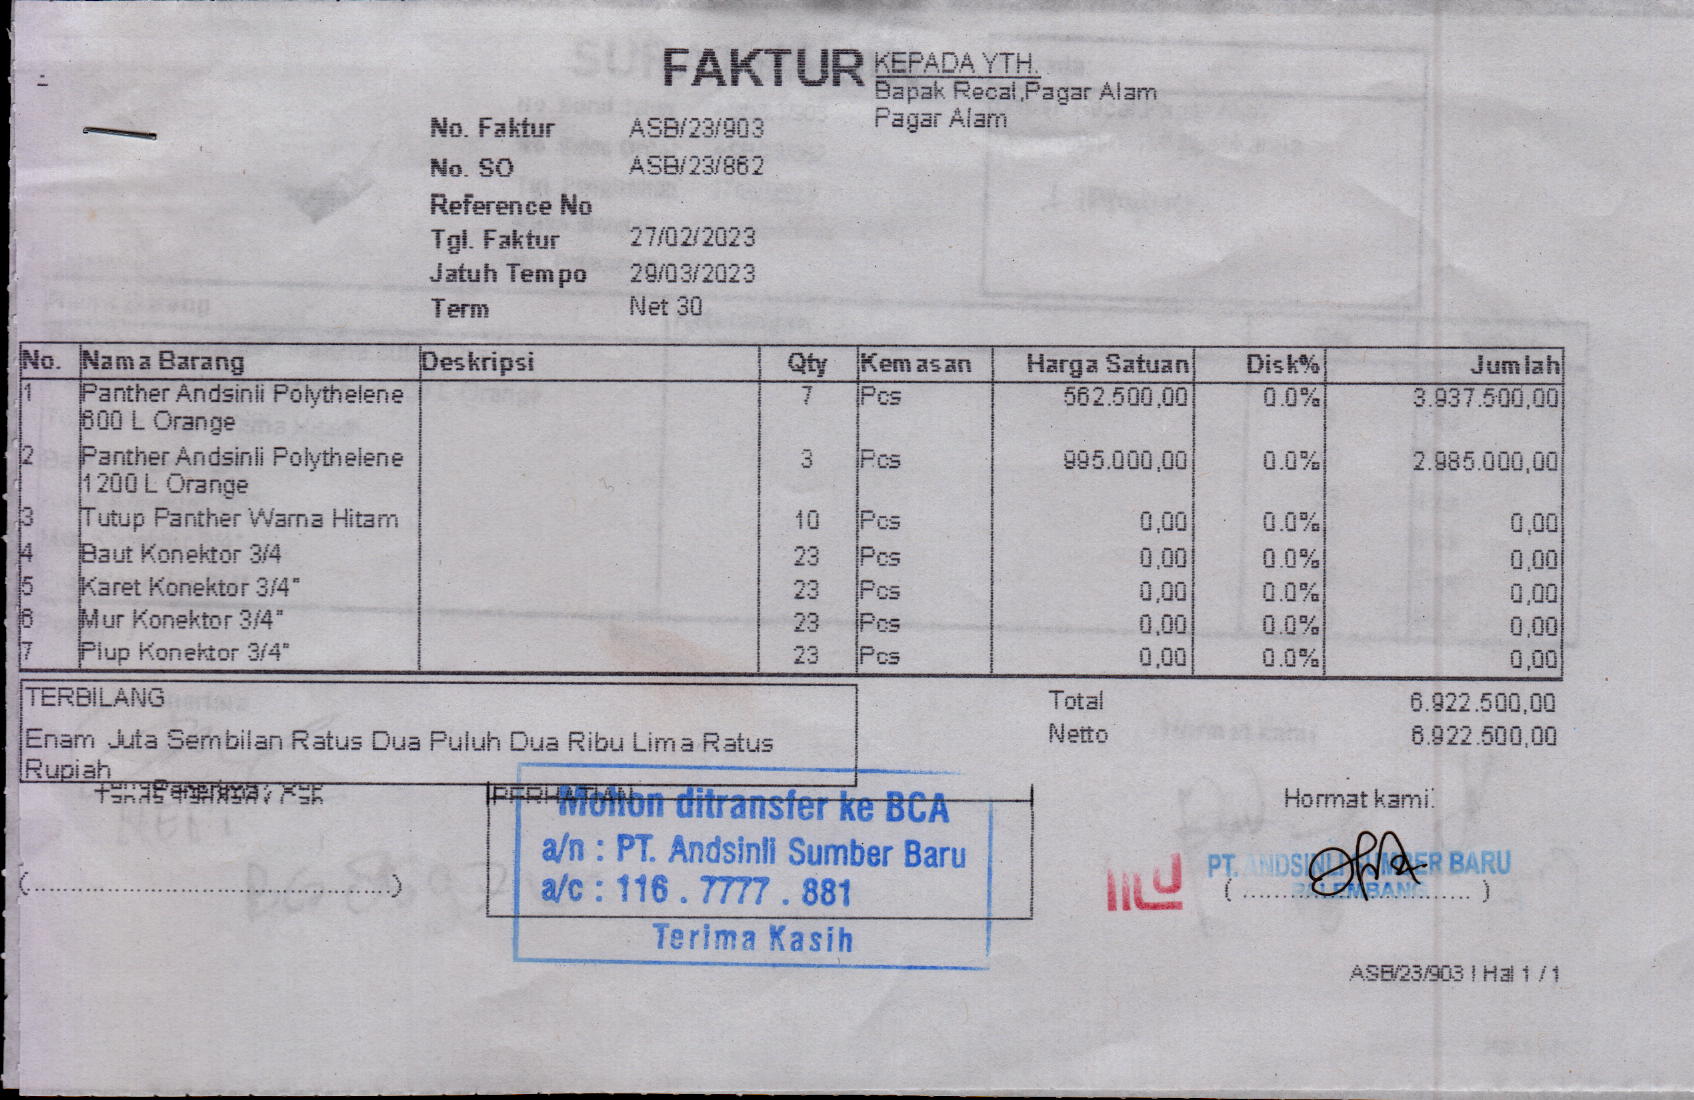 FAKTUR
KEPADA YTH.
Bapak Recal,Pagar Alam
Pagar Alam
No. Faktur ASB/23/903
No. SO ASB/23/862
Reference No
Tgl. Faktur 27/02/2023
Jatuh Tempo 29/03/2023
Term Net 30
No. Nama Barang Deskripsi Qty Kemasan Harga Satuan Disk% Jumlah
1 Panther Andsinli Polythelene 7 Pcs 562.500,00 0.0% 3.937.500,00
600 L Orange
2 Panther Andsinli Polythelene 3 Pcs 995.000,00 0.0% 2.985.000,00
1200 L Orange
3 Tutup Panther Warna Hitam 10 Pcs 0,00 0.0% 0,00
4 Baut Konektor 3/4 23 Pcs 0,00 0.0% 0,00
5 Karet Konektor 3/4" 23 Pcs 0,00 0.0% 0,00
6 Mur Konektor 3/4" 23 Pcs 0,00 0.0% 0,00
7 Plup Konektor 3/4" 23 Pcs 0,00 0.0% 0,00
TERBILANG
Enam Juta Sembilan Ratus Dua Puluh Dua Ribu Lima Ratus
Rupiah
Total 6.922.500,00
Netto 6.922.500,00
Penerima
PERHATIAN
Mohon ditransfer ke BCA
a/n : PT. Andsinli Sumber Baru
a/c : 116 . 7777 . 881
Terima Kasih
Hormat kami:
PT. ANDSINLI SUMBER BARU
PALEMBANG
ASB/23/903 ! Hal 1 / 1